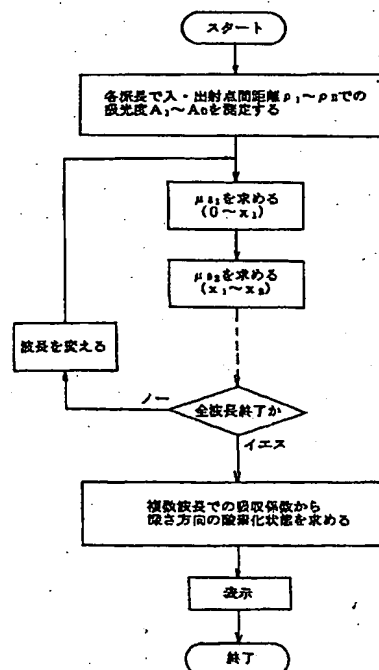 スタート
各波長で入・出射点間距離ρ₁~ρₙでの
吸光度A₁~Aₙを測定する
μa₁を求める
(0~x₁)
μa₂を求める
(x₁~x₂)
波長を変える
ノー
全波長終了か
イエス
複数波長での吸収係数から
深さ方向の酸素化状態を求める
表示
終了